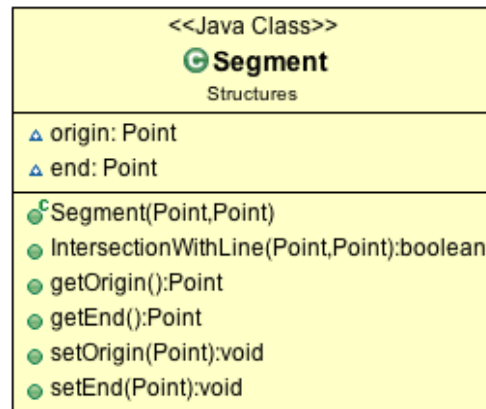 <<Java Class>>
C Segment
Structures
origin: Point
end: Point
C Segment(Point,Point)
IntersectionWithLine(Point,Point):boolean
getOrigin():Point
getEnd():Point
setOrigin(Point):void
setEnd(Point):void